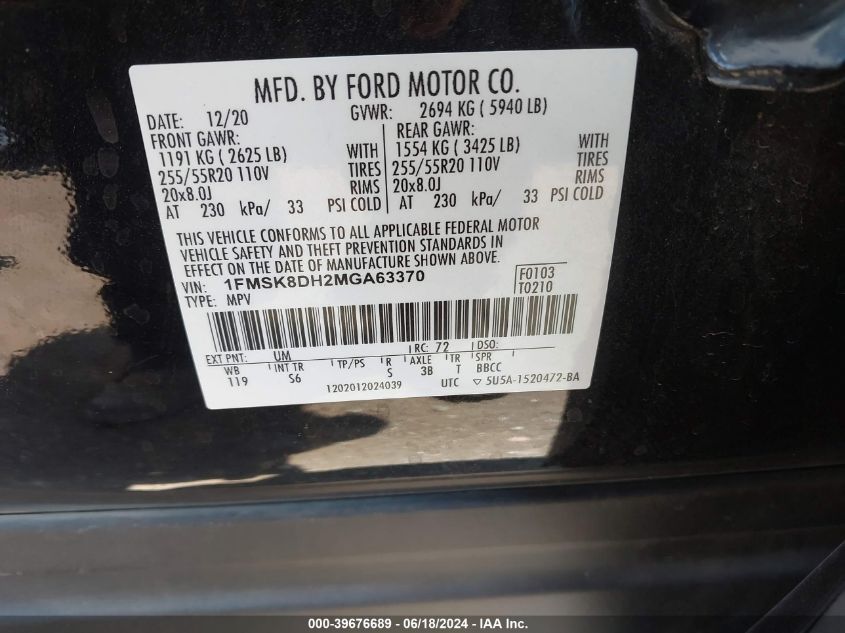 MFD. BY FORD MOTOR CO.
DATE: 12/20 GVWR: 2694 KG ( 5940 LB)
FRONT GAWR: REAR GAWR:
1191 KG ( 2625 LB) WITH 1554 KG ( 3425 LB) WITH
255/55R20 110V TIRES 255/55R20 110V TIRES
20x8.0J RIMS 20x8.0J RIMS
AT 230 kPa/ 33 PSI COLD AT 230 kPa/ 33 PSI COLD
THIS VEHICLE CONFORMS TO ALL APPLICABLE FEDERAL MOTOR
VEHICLE SAFETY AND THEFT PREVENTION STANDARDS IN
EFFECT ON THE DATE OF MANUFACTURE SHOWN ABOVE.
VIN: 1FMSK8DH2MGA63370 F0103
TYPE: MPV T0210
EXT PNT: UM RC: 72 DSO:
WB INT TR TP/PS R AXLE TR SPR
119 S6 S 3B T BBCC
1202012024039 UTC ▽ 5U5A-1520472-BA
000-39676689 - 06/18/2024 - IAA Inc.